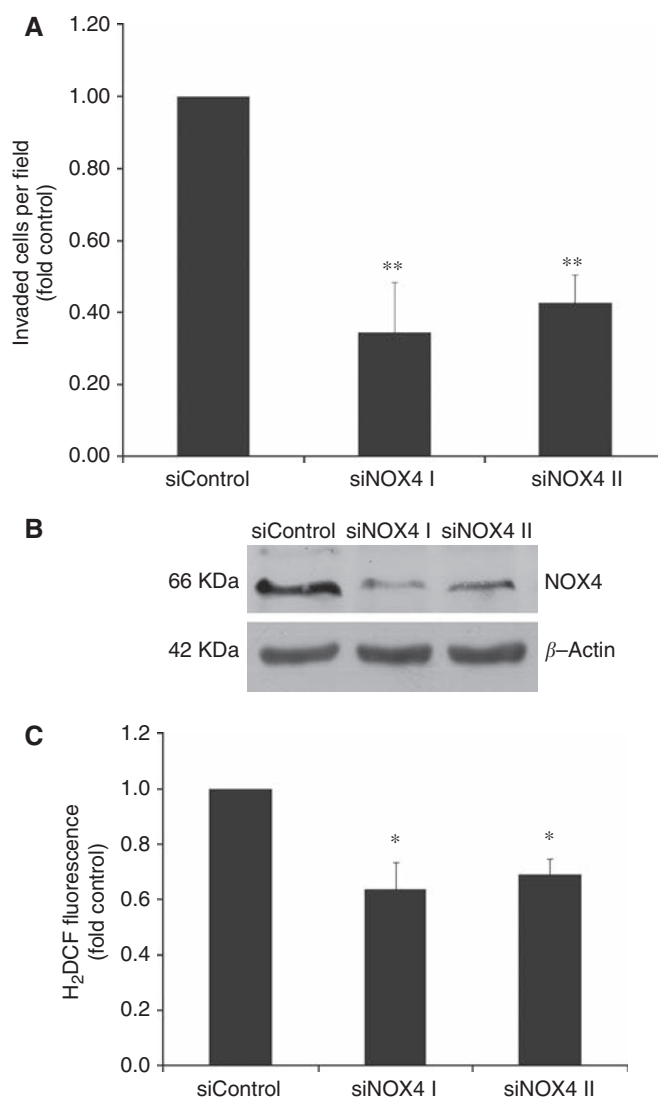 A
1.20
1.00
0.80
0.60
0.40
0.20
0.00
Invaded cells per field
(fold control)
**
**
siControl siNOX4 I siNOX4 II
B
siControl siNOX4 I siNOX4 II
66 KDa NOX4
42 KDa β–Actin
C
1.2
1.0
0.8
0.6
0.4
0.2
0.0
H₂DCF fluorescence
(fold control)
*
*
siControl siNOX4 I siNOX4 II